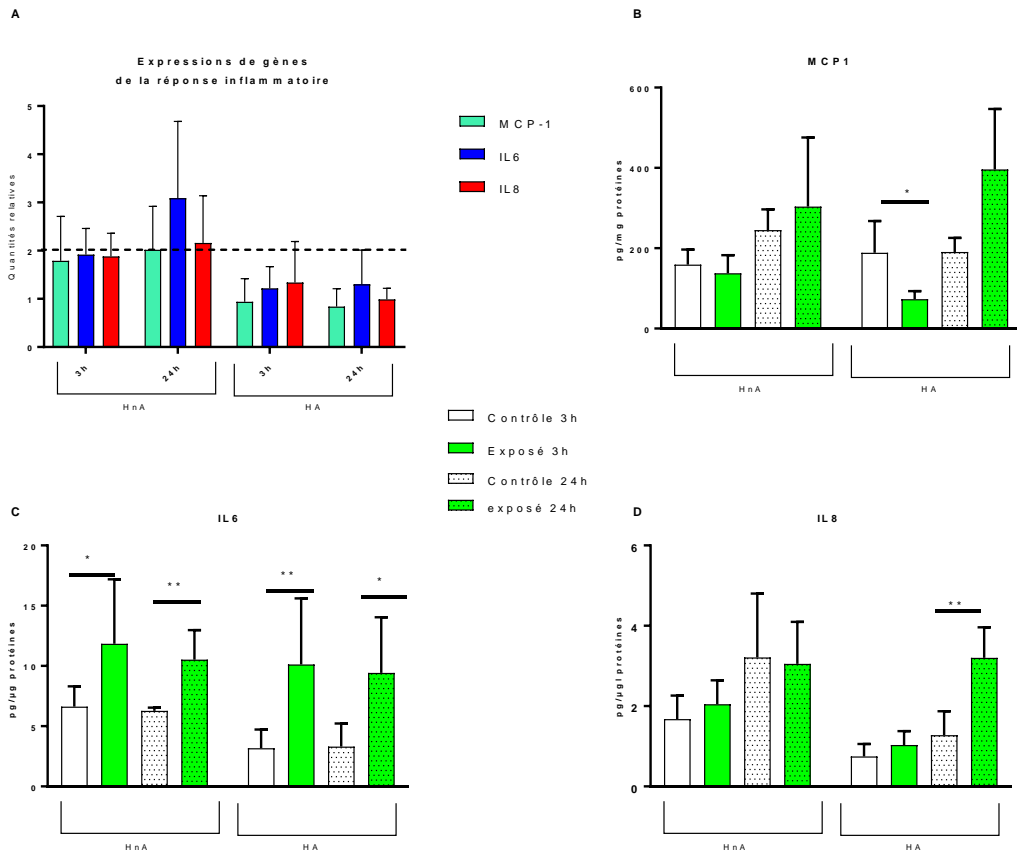 A
Expressions de gènes
de la réponse inflammatoire
Quantités relatives
5
4
3
2
1
0
3h
24h
3h
24h
HnA
HA
MCP-1
IL6
IL8
B
MCP1
pg/mg protéines
600
400
200
0
*
HnA
HA
Contrôle 3h
Exposé 3h
Contrôle 24h
exposé 24h
C
IL6
pg/µg protéines
20
15
10
5
0
*
**
**
*
HnA
HA
D
IL8
pg/µgl protéines
6
4
2
0
**
HnA
HA